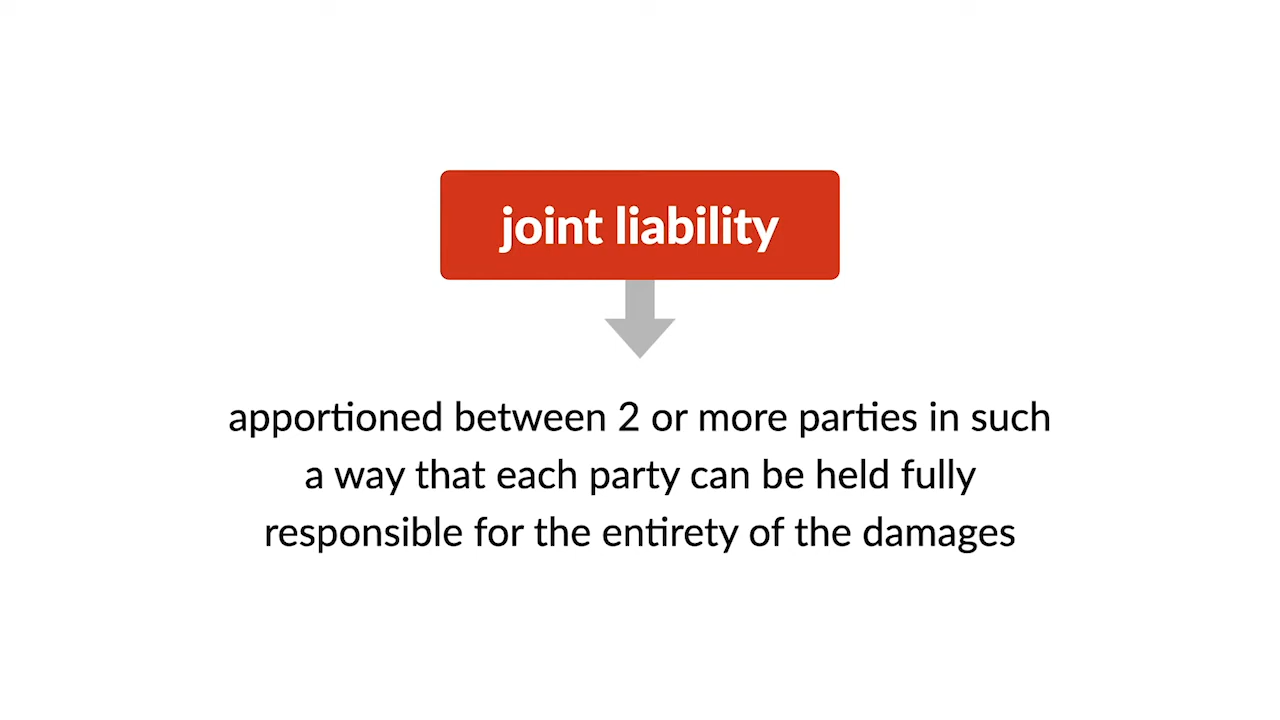 joint liability
apportioned between 2 or more parties in such
a way that each party can be held fully
responsible for the entirety of the damages